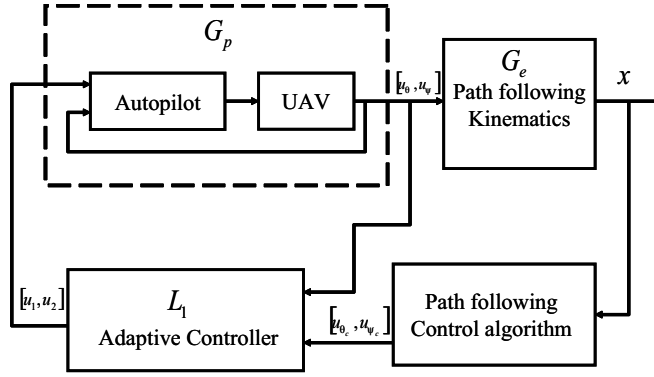 G_p
Autopilot
UAV
[u_θ, u_ψ]
G_e
Path following
Kinematics
x
[u_1, u_2]
L_1
Adaptive Controller
[u_θ_c, u_ψ_c]
Path following
Control algorithm